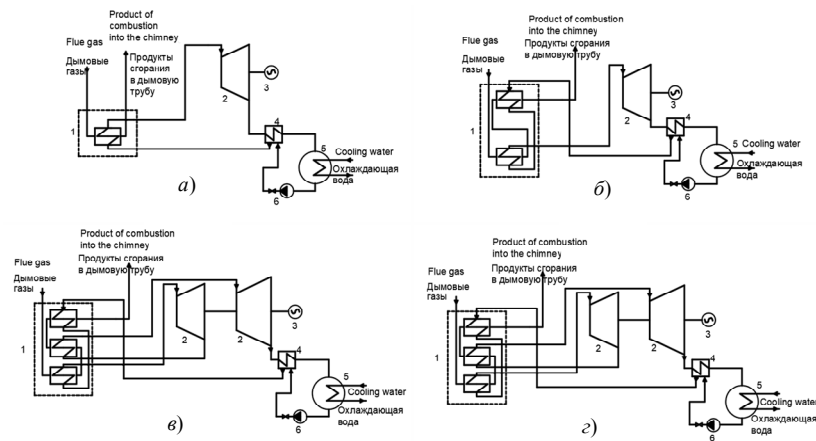 Product of
combustion
into the chimney
Flue gas
Дымовые
газы
Продукты
сгорания
в дымовую
трубу
1
2
3
4
5
Cooling water
Охлаждающая
вода
6
а)
Product of combustion
into the chimney
Flue gas
Продукты сгорания
в дымовую трубу
Дымовые
газы
1
2
3
4
5 Cooling water
Охлаждающая
вода
6
б)
Product of combustion
into the chimney
Продукты сгорания
в дымовую трубу
Flue gas
Дымовые
газы
1
2
2
3
4
5
Cooling water
Охлаждающая
вода
6
в)
Product of combustion
into the chimney
Продукты сгорания
в дымовую трубу
Flue gas
Дымовые
газы
1
2
2
3
4
5
Cooling water
Охлаждающая
вода
6
г)